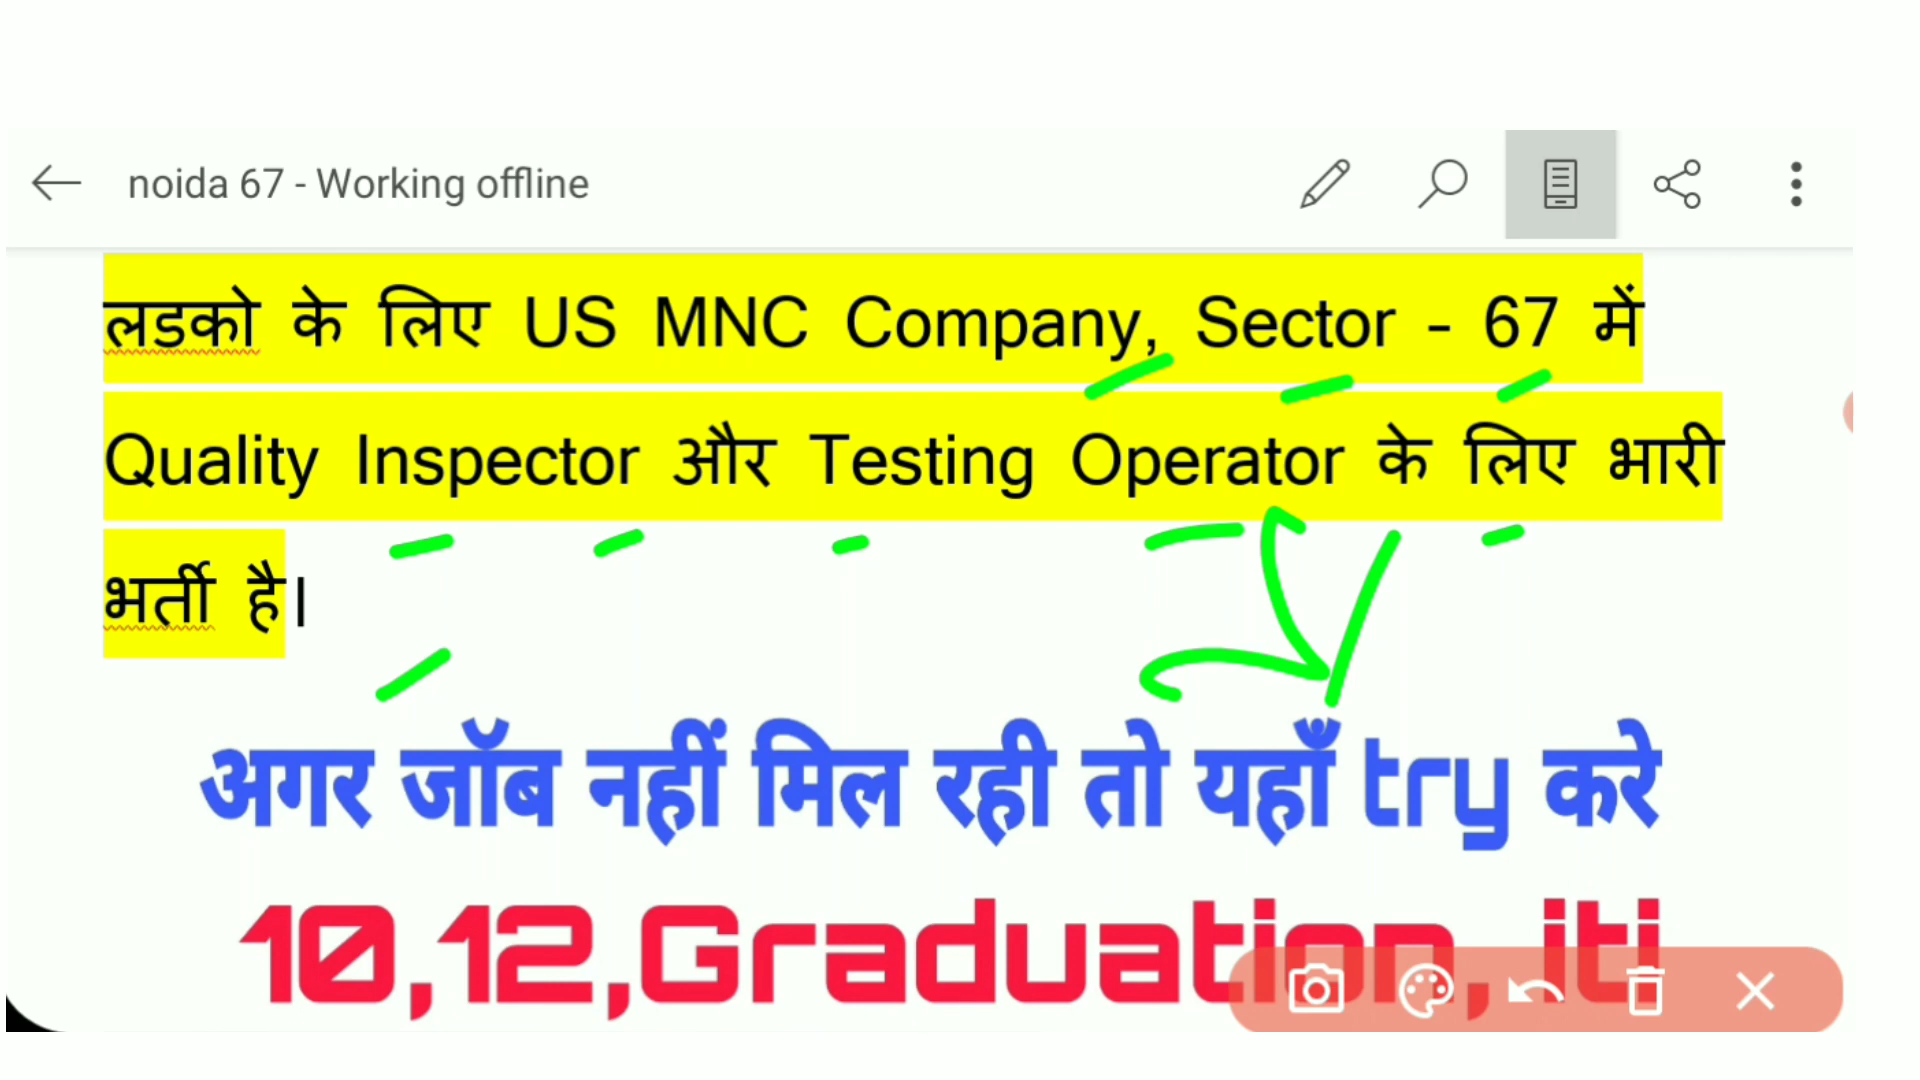 noida 67 - Working offline
लडको के लिए US MNC Company, Sector - 67 में
Quality Inspector और Testing Operator के लिए भारी
भर्ती है।
अगर जॉब नहीं मिल रही तो यहाँ try करे
10,12,Graduation, iti